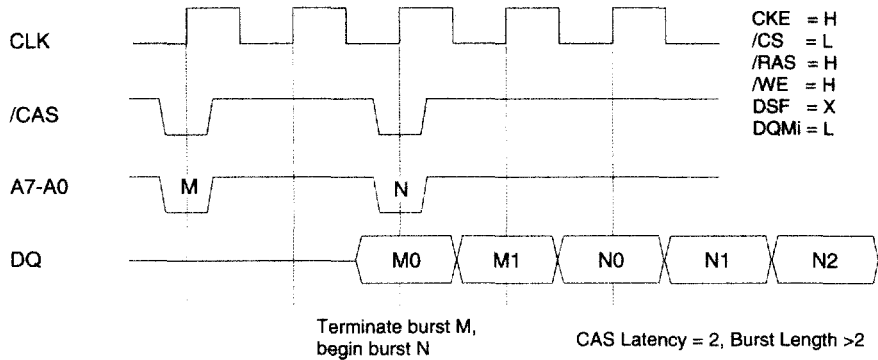 CLK
CKE = H
/CS = L
/RAS = H
/WE = H
DSF = X
DQMi = L
/CAS
A7-A0 M N
DQ M0 M1 N0 N1 N2
Terminate burst M,
begin burst N
CAS Latency = 2, Burst Length >2